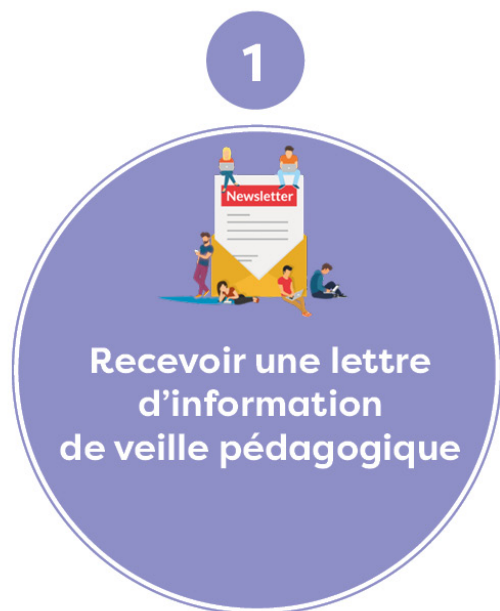 1
Newsletter
Recevoir une lettre
d'information
de veille pédagogique